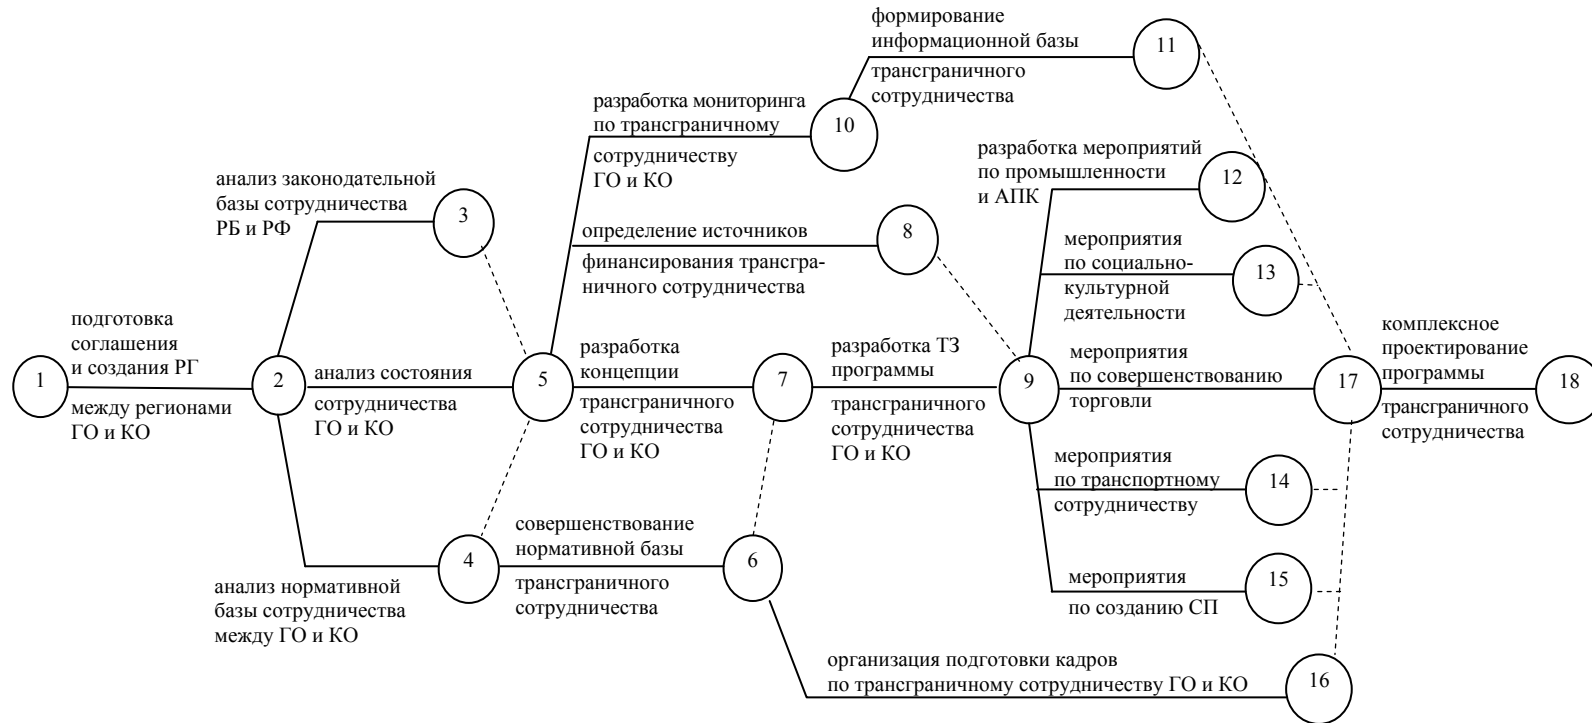 формирование
информационной базы
трансграничного
сотрудничества
11
разработка мониторинга
по трансграничному
сотрудничеству
ГО и КО
10
разработка мероприятий
по промышленности
и АПК
12
анализ законодательной
базы сотрудничества
РБ и РФ
3
определение источников
финансирования трансгра-
ничного сотрудничества
8
мероприятия
по социально-
культурной
деятельности
13
1
подготовка
соглашения
и создания РГ
между регионами
ГО и КО
2
анализ состояния
сотрудничества
ГО и КО
5
разработка
концепции
трансграничного
сотрудничества
ГО и КО
7
разработка ТЗ
программы
трансграничного
сотрудничества
ГО и КО
9
мероприятия
по совершенствованию
торговли
17
комплексное
проектирование
программы
трансграничного
сотрудничества
18
мероприятия
по транспортному
сотрудничеству
14
анализ нормативной
базы сотрудничества
между ГО и КО
4
совершенствование
нормативной базы
трансграничного
сотрудничества
6
мероприятия
по созданию СП
15
организация подготовки кадров
по трансграничному сотрудничеству ГО и КО
16